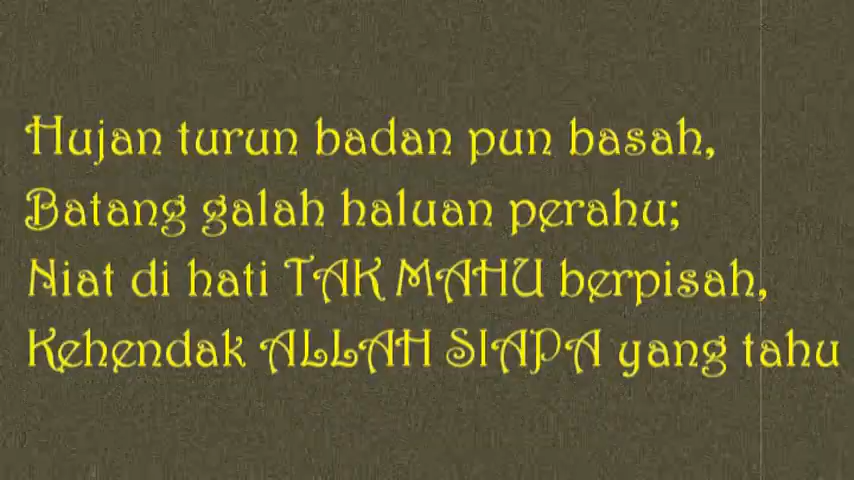 Hujan turun badan pun basah,
Batang galah haluan perahu;
Niat di hati TAK MAHU berpisah,
Kehendak ALLAH SIAPA yang tahu